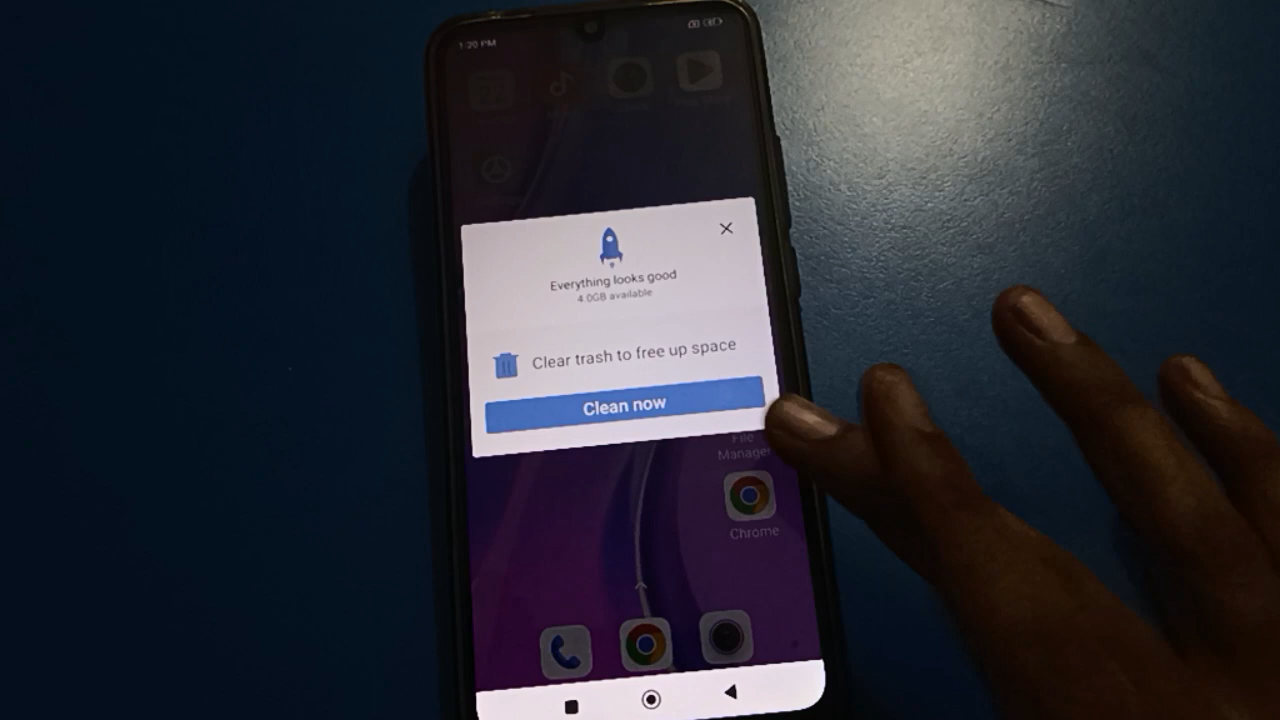 1:20 PM
Everything looks good
4.0GB available
Clear trash to free up space
Clean now
File
Manager
Chrome